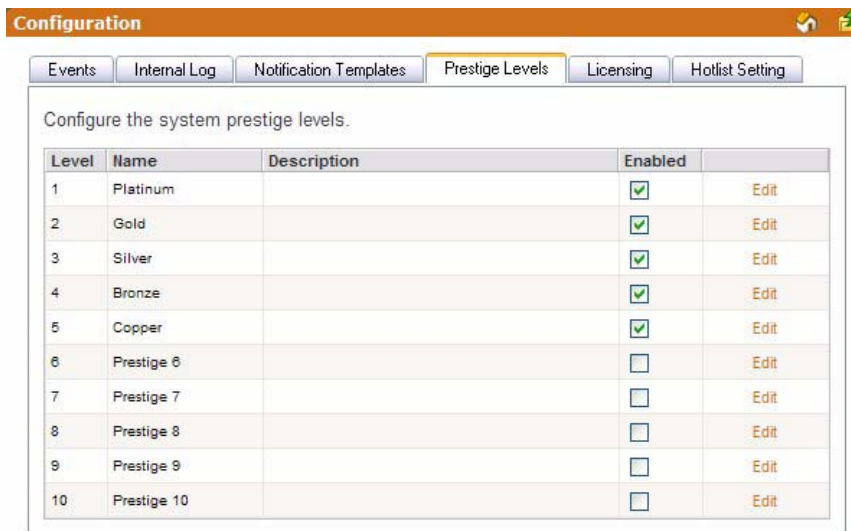 Configuration
Events Internal Log Notification Templates Prestige Levels Licensing Hotlist Setting
Configure the system prestige levels.
Level Name Description Enabled
1 Platinum Edit
2 Gold Edit
3 Silver Edit
4 Bronze Edit
5 Copper Edit
6 Prestige 6 Edit
7 Prestige 7 Edit
8 Prestige 8 Edit
9 Prestige 9 Edit
10 Prestige 10 Edit